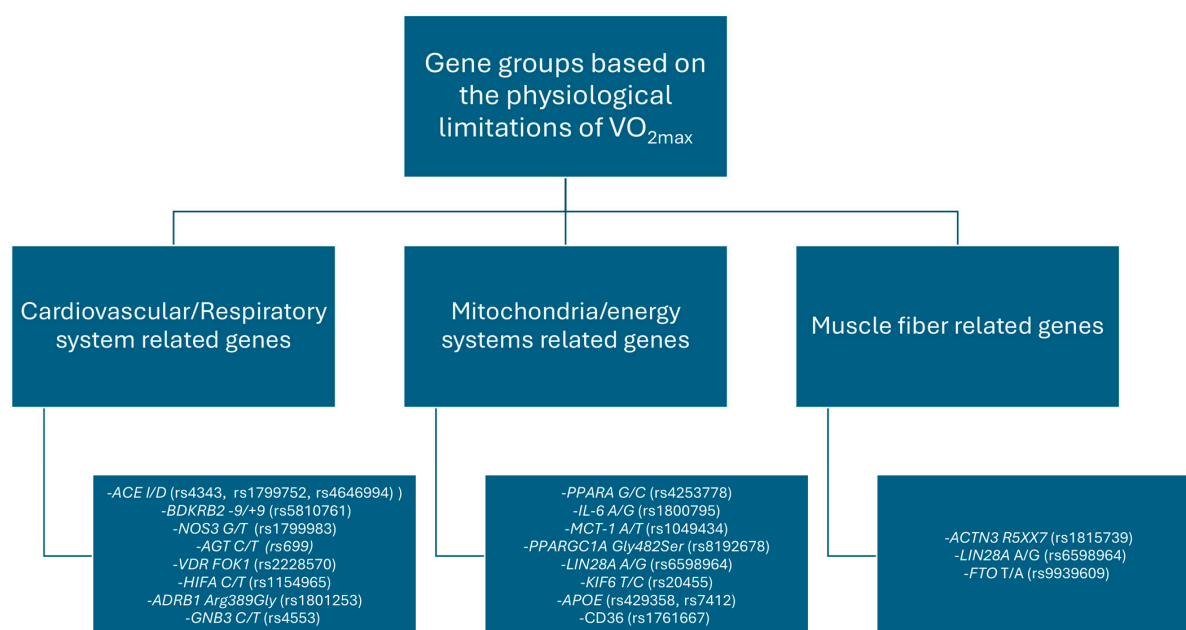 Gene groups based on
the physiological
limitations of VO2max
Cardiovascular/Respiratory
system related genes
Mitochondria/energy
systems related genes
Muscle fiber related genes
-ACE I/D (rs4343, rs1799752, rs4646994) )
-BDKRB2 -9/+9 (rs5810761)
-NOS3 G/T (rs1799983)
-AGT C/T (rs699)
-VDR FOK1 (rs2228570)
-HIFA C/T (rs1154965)
-ADRB1 Arg389Gly (rs1801253)
-GNB3 C/T (rs4553)
-PPARA G/C (rs4253778)
-IL-6 A/G (rs1800795)
-MCT-1 A/T (rs1049434)
-PPARGC1A Gly482Ser (rs8192678)
-LIN28A A/G (rs6598964)
-KIF6 T/C (rs20455)
-APOE (rs429358, rs7412)
-CD36 (rs1761667)
-ACTN3 R5XX7 (rs1815739)
-LIN28A A/G (rs6598964)
-FTO T/A (rs9939609)